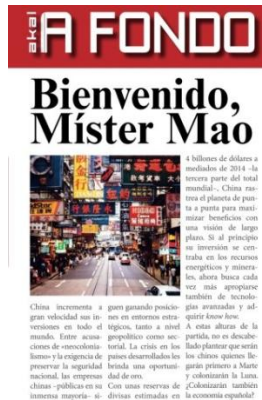 akal
A FONDO
Bienvenido,
Míster Mao
China incrementa a
gran velocidad sus in-
versiones en todo el
mundo. Entre acusa-
ciones de «neocolonia-
lismo» y la exigencia de
preservar la seguridad
nacional, las empresas
chinas –públicas en su
inmensa mayoría– si-
guen ganando posicio-
nes en entornos estra-
tégicos, tanto a nivel
geopolítico como sec-
torial. La crisis en los
países desarrollados les
brinda una oportuni-
dad de oro.
Con unas reservas de
divisas estimadas en
4 billones de dólares a
mediados de 2014 –la
tercera parte del total
mundial–, China ras-
trea el planeta de pun-
ta a punta para maxi-
mizar beneficios con
una visión de largo
plazo. Si al principio
su inversión se cen-
traba en los recursos
energéticos y minera-
les, ahora busca cada
vez más apropiarse
también de tecnolo-
gías avanzadas y ad-
quirir know how.
A estas alturas de la
partida, no es descabe-
llado plantear que serán
los chinos quienes lle-
garán primero a Marte
y colonizarán la Luna.
¿Colonizarán también
la economía española?